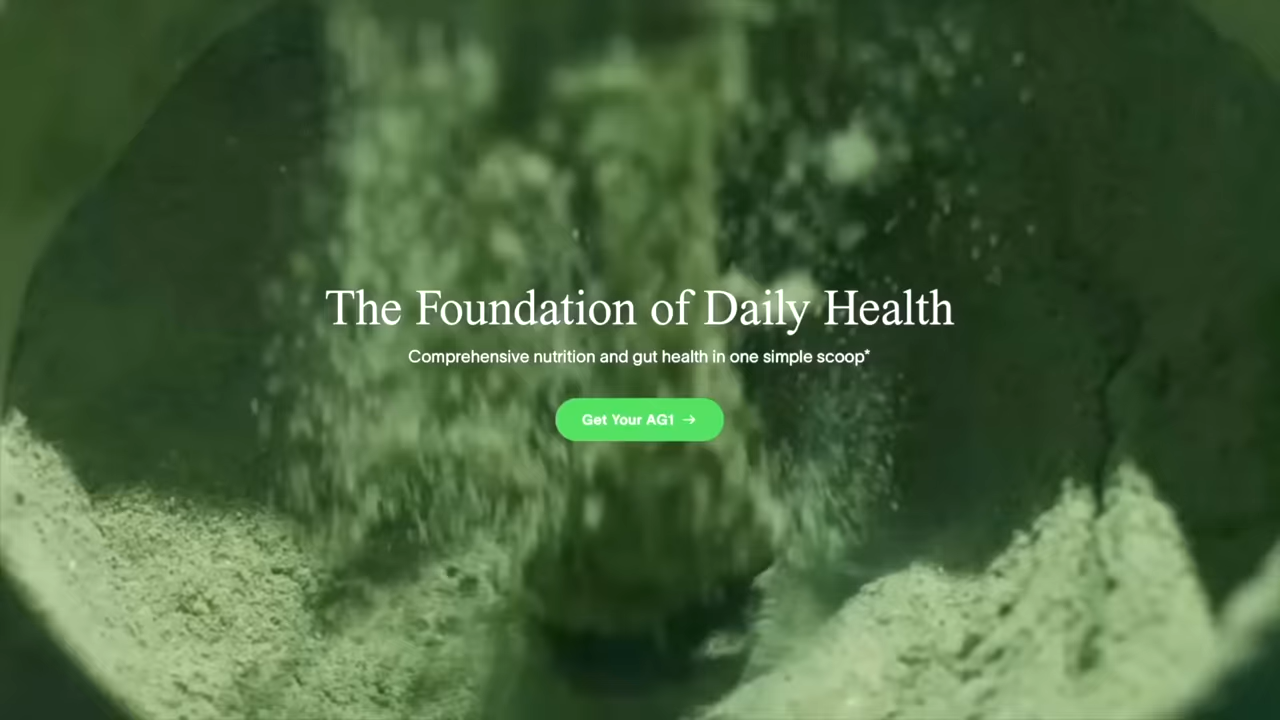 The Foundation of Daily Health
Comprehensive nutrition and gut health in one simple scoop*
Get Your AG1 →